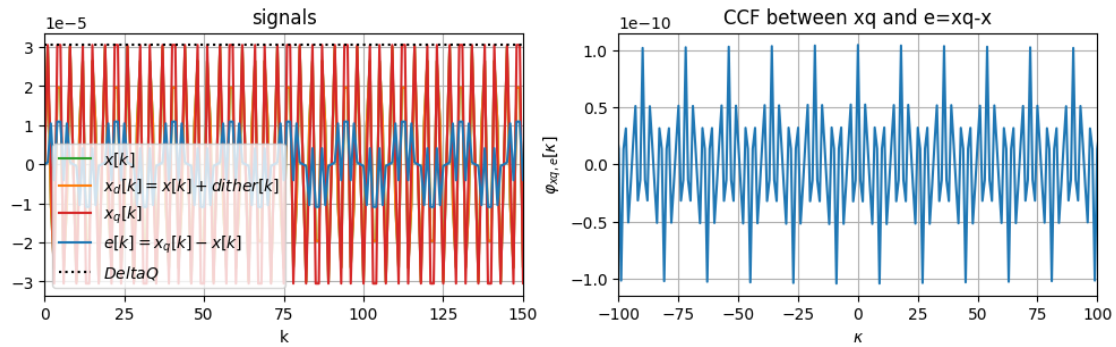 signals
1e−5
3
2
1
0
−1
−2
−3
x[k]
x_d[k] = x[k] + dither[k]
x_q[k]
e[k] = x_q[k] − x[k]
DeltaQ
0 25 50 75 100 125 150
k
CCF between xq and e=xq-x
1e−10
1.0
0.5
0.0
−0.5
−1.0
φ_{xq, e}[κ]
−100 −75 −50 −25 0 25 50 75 100
κ